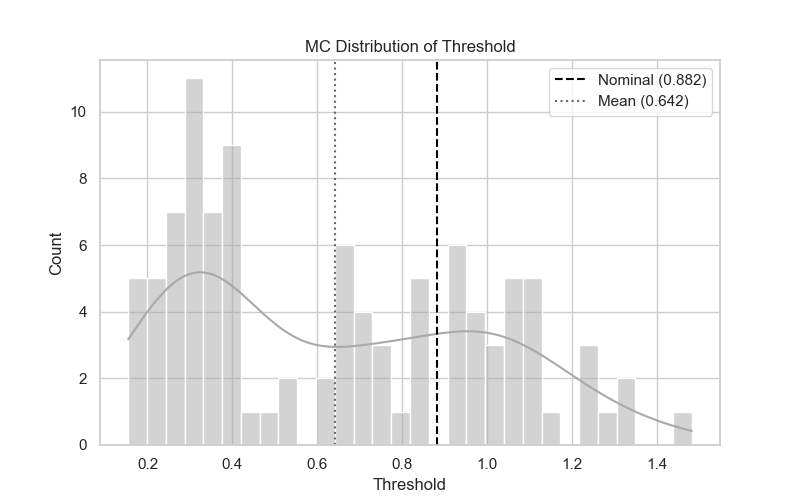 MC Distribution of Threshold
Nominal (0.882)
Mean (0.642)
10
8
6
4
2
0
Count
0.2 0.4 0.6 0.8 1.0 1.2 1.4
Threshold